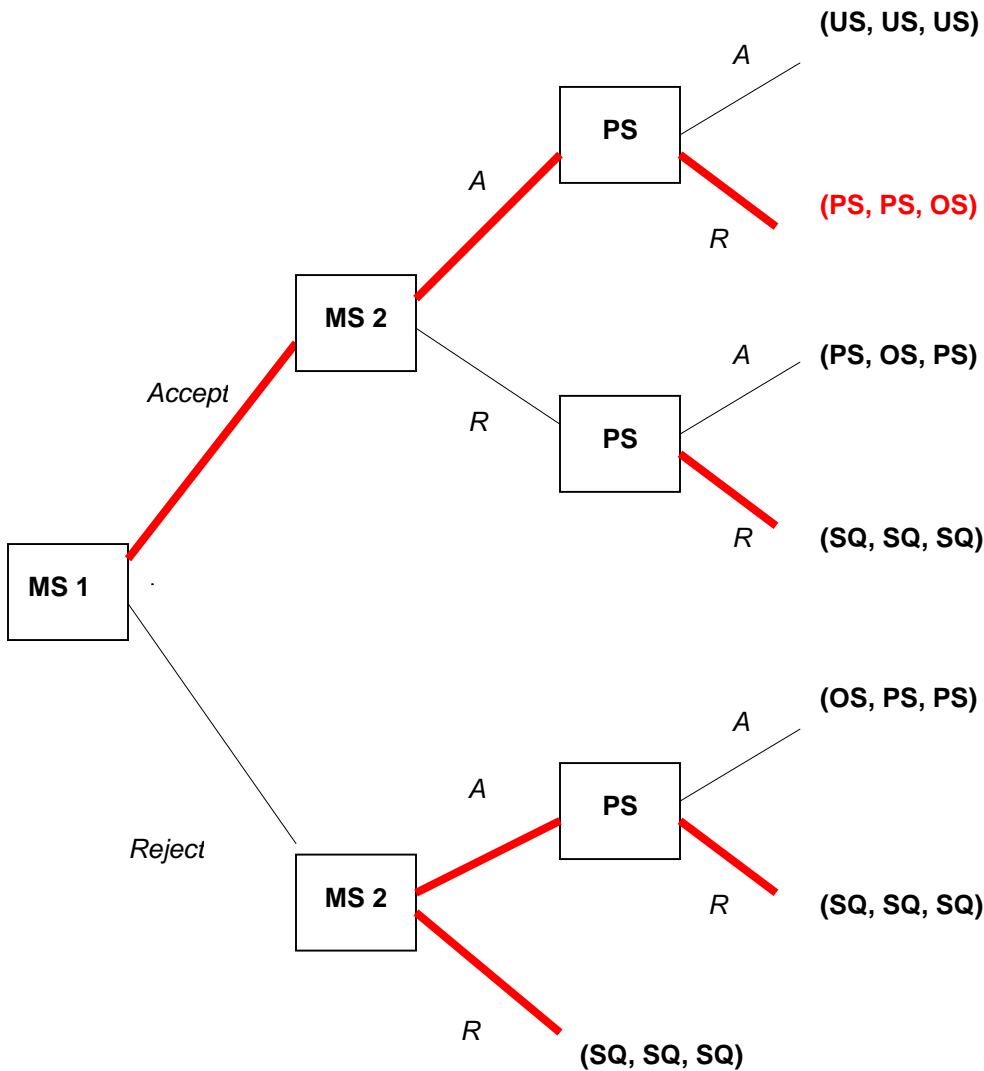 (US, US, US)
A
PS
A
(PS, PS, OS)
R
MS 2
A
(PS, OS, PS)
Accept
R
PS
R
(SQ, SQ, SQ)
MS 1
(OS, PS, PS)
A
A
PS
Reject
MS 2
R
(SQ, SQ, SQ)
R
(SQ, SQ, SQ)